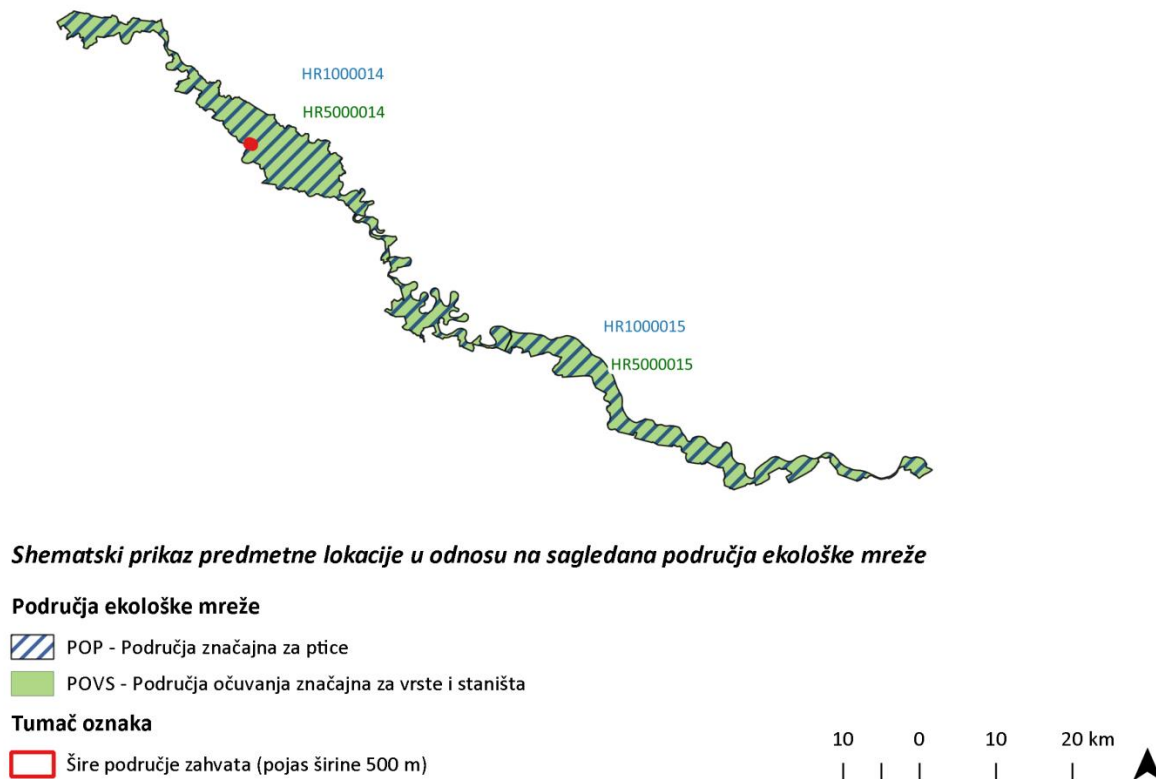 HR1000014
HR5000014
HR1000015
HR5000015
Shematski prikaz predmetne lokacije u odnosu na sagledana područja ekološke mreže
Područja ekološke mreže
POP - Područja značajna za ptice
POVS - Područja očuvanja značajna za vrste i staništa
Tumač oznaka
Šire područje zahvata (pojas širine 500 m)
10 0 10 20 km